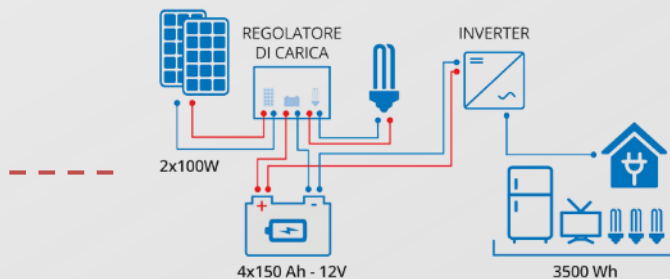 REGOLATORE
DI CARICA
INVERTER
2x100W
+ -
4x150 Ah - 12V
3500 Wh